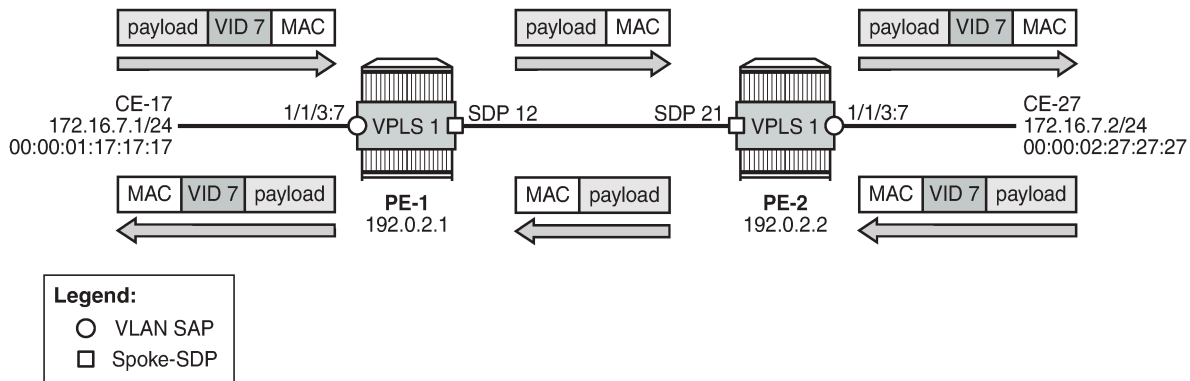 payload VID 7 MAC
payload MAC
payload VID 7 MAC
CE-17
172.16.7.1/24
00:00:01:17:17:17
1/1/3:7
VPLS 1
SDP 12
SDP 21
VPLS 1
1/1/3:7
CE-27
172.16.7.2/24
00:00:02:27:27:27
MAC VID 7 payload
PE-1
192.0.2.1
MAC payload
PE-2
192.0.2.2
MAC VID 7 payload
Legend:
VLAN SAP
Spoke-SDP